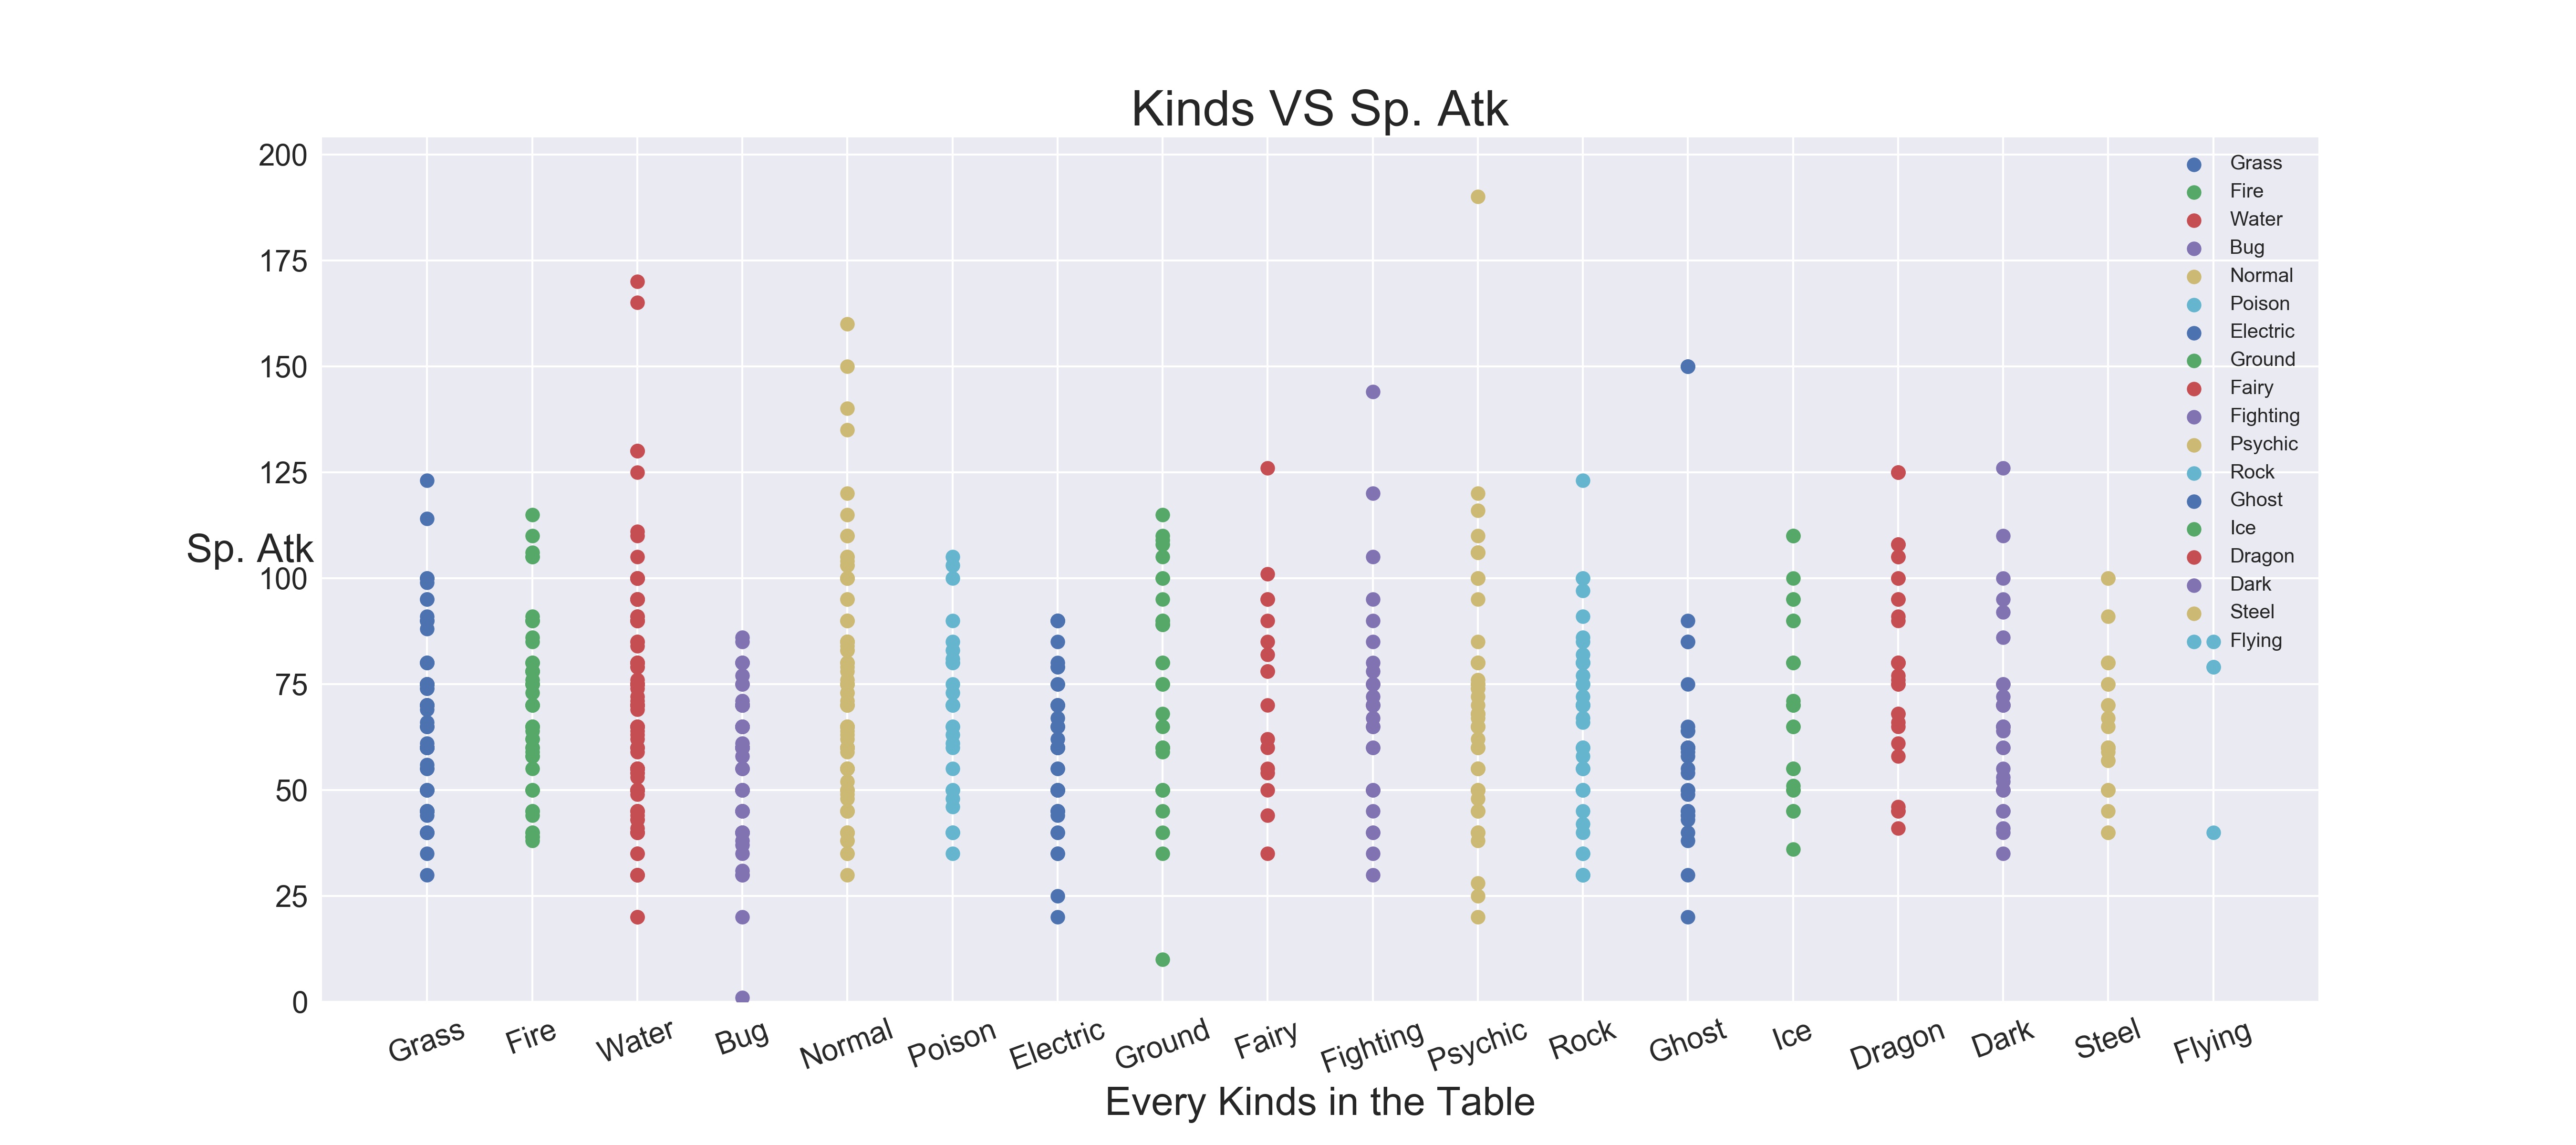 Kinds VS Sp. Atk
200
175
150
125
100
75
50
25
0
Sp. Atk
Grass
Fire
Water
Bug
Normal
Poison
Electric
Ground
Fairy
Fighting
Psychic
Rock
Ghost
Ice
Dragon
Dark
Steel
Flying
Grass Fire Water Bug Normal Poison Electric Ground Fairy Fighting Psychic Rock Ghost Ice Dragon Dark Steel Flying
Every Kinds in the Table